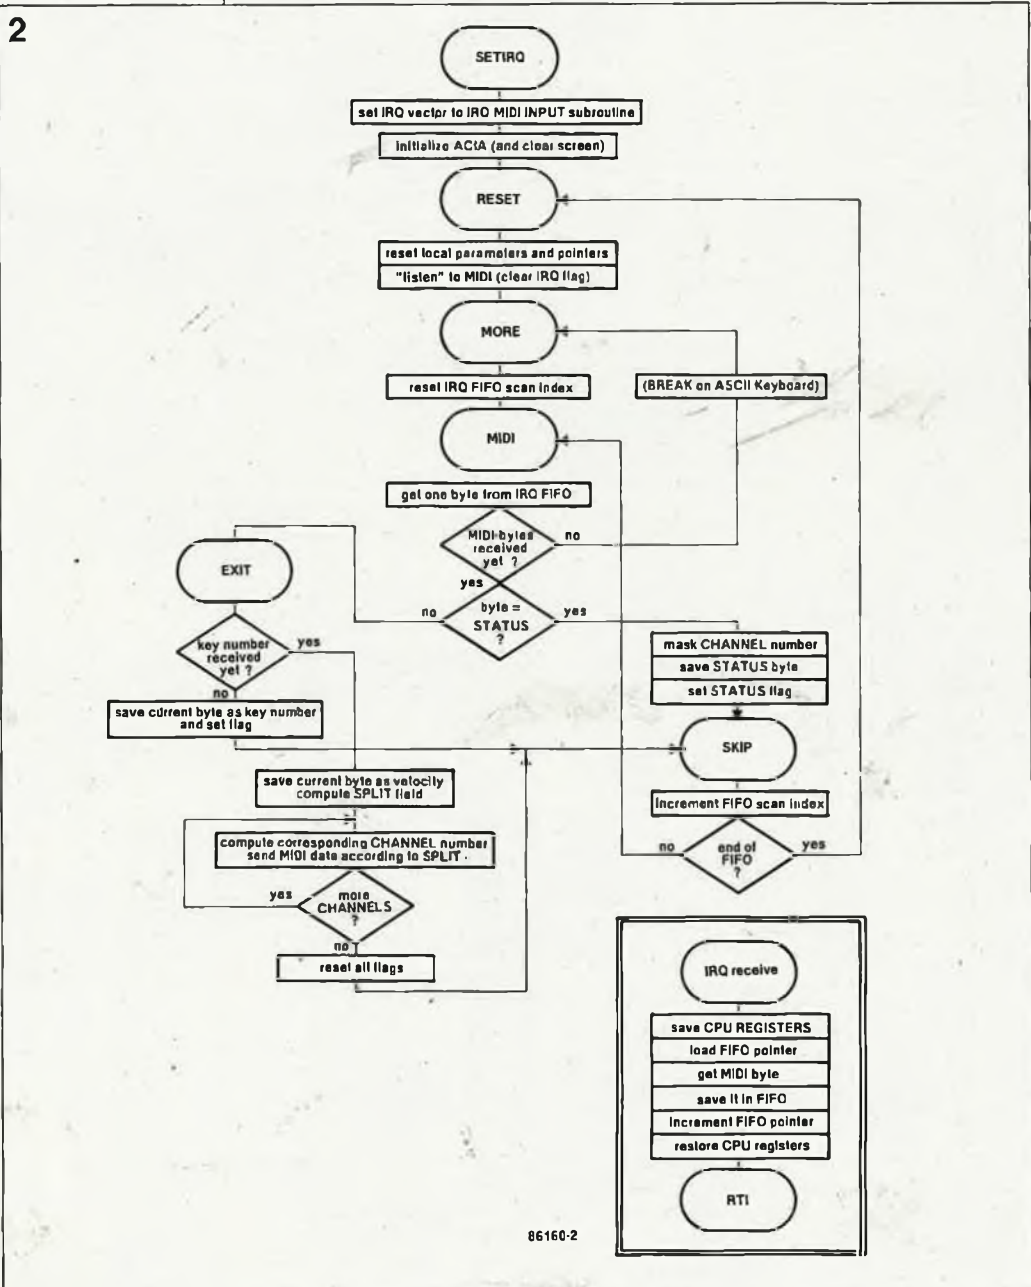 2
SETIRQ
set IRQ vector to IRQ MIDI INPUT subroutine
initialize ACIA (and clear screen)
RESET
reset local parameters and pointers
"listen" to MIDI (clear IRQ flag)
MORE
reset IRQ FIFO scan index
(BREAK on ASCII Keyboard)
MIDI
get one byte from IRQ FIFO
MIDI-bytes
received
yet ?
no
yes
EXIT
byte =
STATUS
?
no
yes
key number
received
yet ?
yes
no
save current byte as key number
and set flag
mask CHANNEL number
save STATUS byte
set STATUS flag
SKIP
save current byte as velocity
compute SPLIT field
increment FIFO scan index
compute corresponding CHANNEL number
send MIDI data according to SPLIT
no
end of
FIFO
?
yes
yes
more
CHANNELS
?
no
reset all flags
IRQ receive
save CPU REGISTERS
load FIFO pointer
get MIDI byte
save it in FIFO
increment FIFO pointer
restore CPU registers
RTI
86160-2